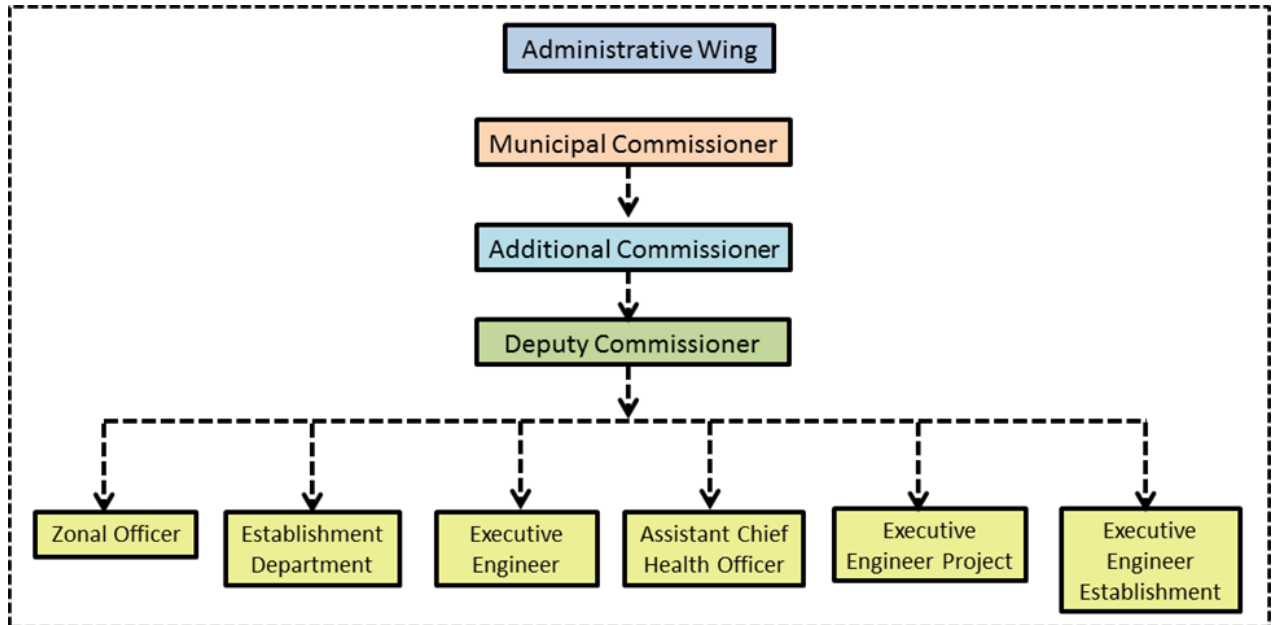 Administrative Wing
Municipal Commissioner
Additional Commissioner
Deputy Commissioner
Zonal Officer
Establishment
Department
Executive
Engineer
Assistant Chief
Health Officer
Executive
Engineer Project
Executive
Engineer
Establishment